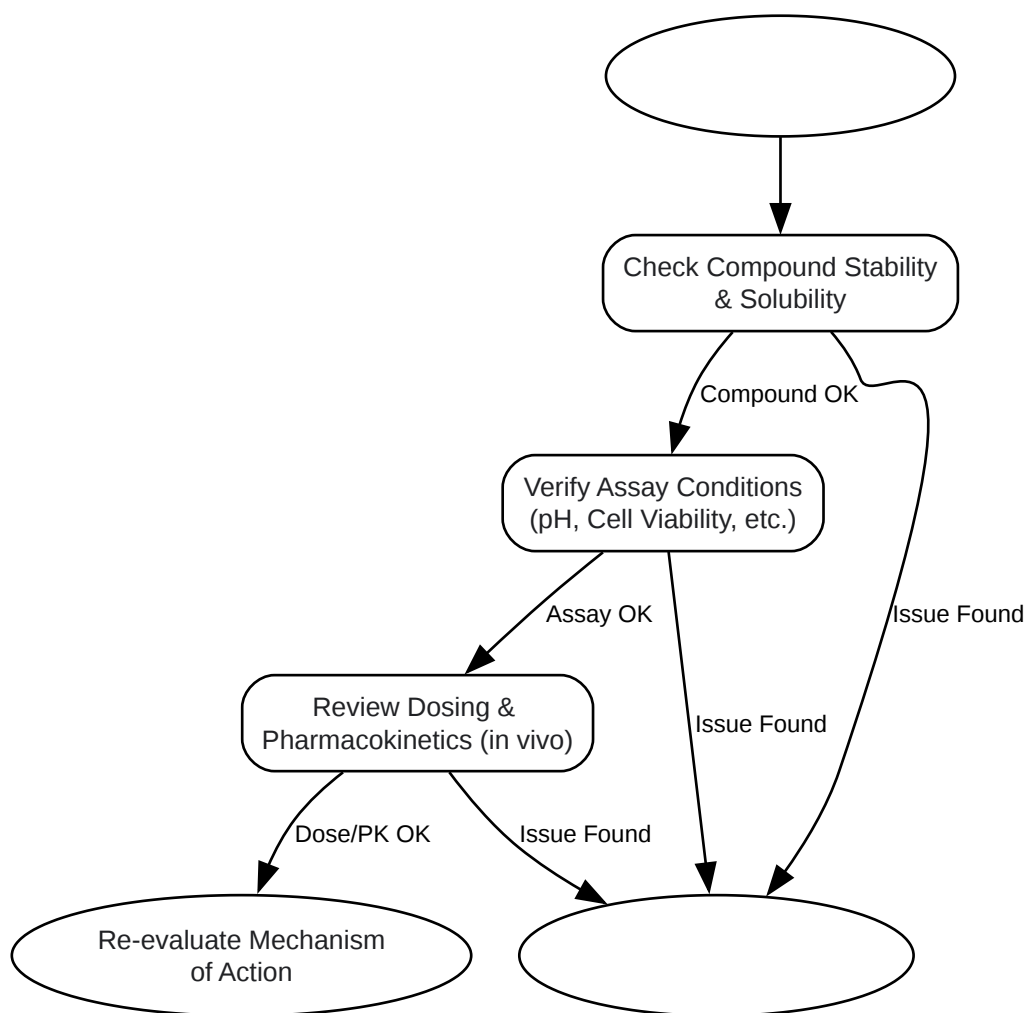 Check Compound Stability
& Solubility
Compound OK
Verify Assay Conditions
(pH, Cell Viability, etc.)
Assay OK
Issue Found
Review Dosing &
Pharmacokinetics (in vivo)
Issue Found
Dose/PK OK
Issue Found
Re-evaluate Mechanism
of Action